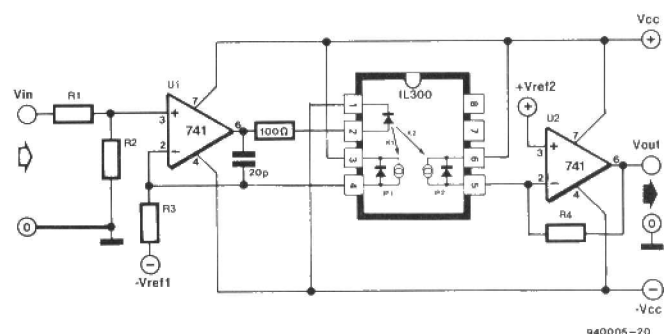 Vcc
+
Vin
R1
U1
7
3
+
741
6
100Ω
2
−
4
R2
20p
R3
−
-Vref1
0
IL300
1
8
2
7
K1
K2
3
6
4
5
IP1
IP2
+Vref2
+
U2
7
3
+
741
6
2
−
4
Vout
R4
0
−
-Vcc
940005-20